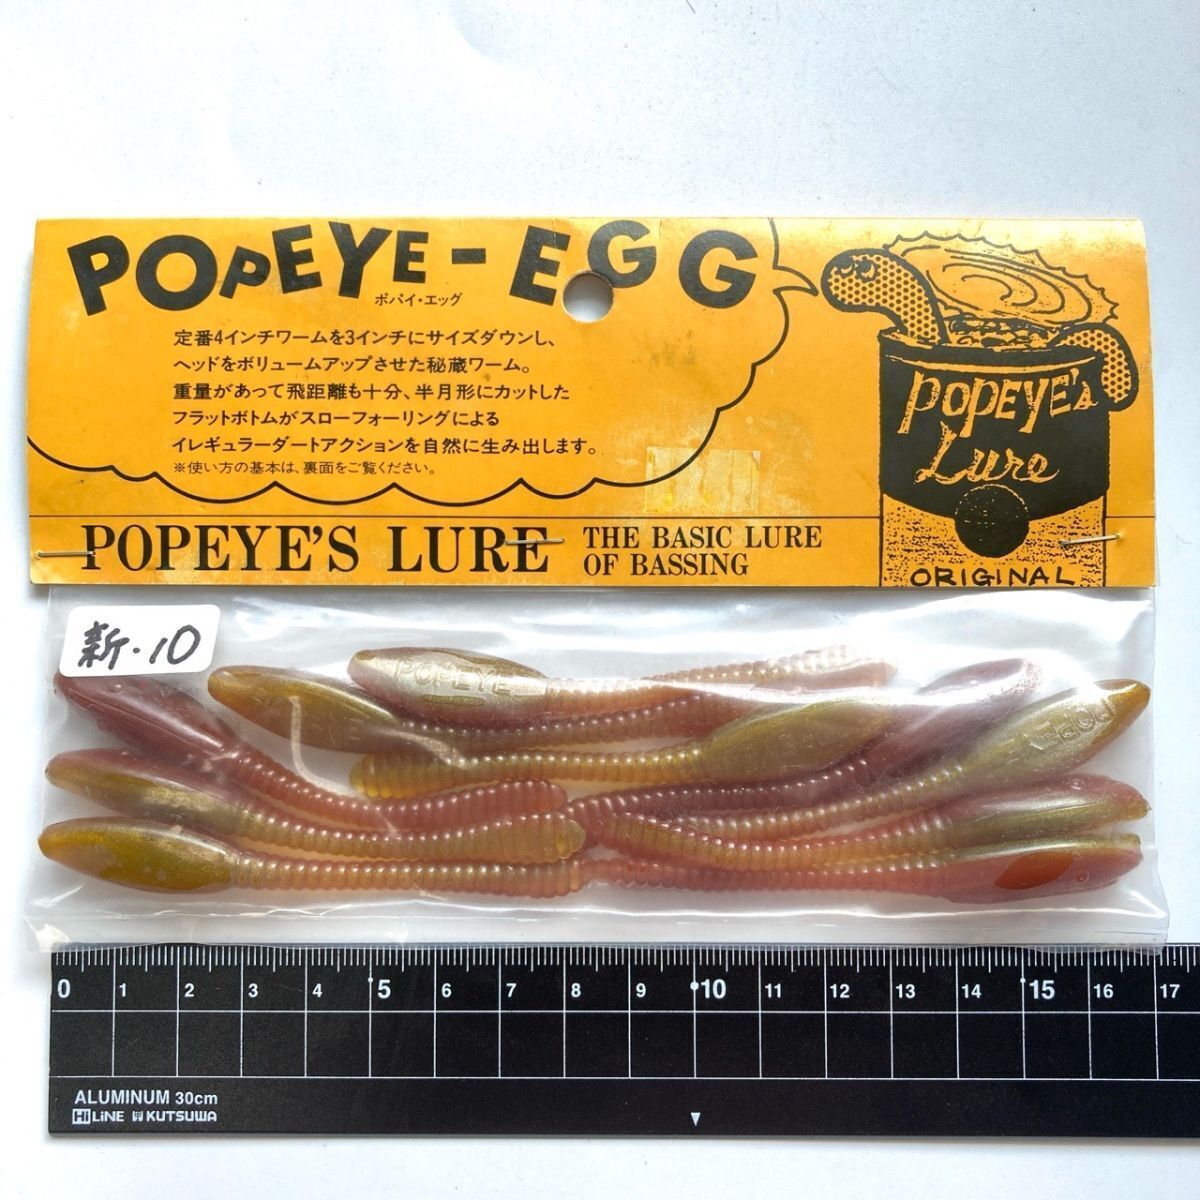 POPEYE-EGG
ポパイ・エッグ
定番4インチワームを3インチにサイズダウンし、
ヘッドをボリュームアップさせた秘蔵ワーム。
重量があって飛距離も十分、半月形にカットした
フラットボトムがスローフォーリングによる
イレギュラーダートアクションを自然に生み出します。
※使い方の基本は、裏面をご覧ください。
POPEYE'S LURE
THE BASIC LURE
OF BASSING
POPEYE's
Lure
ORIGINAL
新・10
POPEYE
POPEY
0 1 2 3 4 5 6 7 8 9 10 11 12 13 14 15 16 17
ALUMINUM 30cm
Hi LiNE KUTSUWA